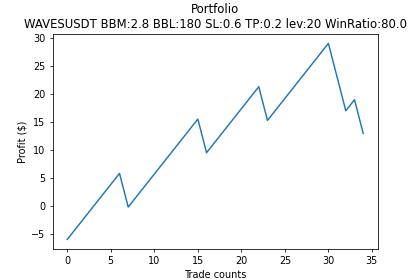 Portfolio
WAVESUSDT BBM:2.8 BBL:180 SL:0.6 TP:0.2 lev:20 WinRatio:80.0
30
25
20
15
10
5
0
−5
Profit ($)
0 5 10 15 20 25 30 35
Trade counts